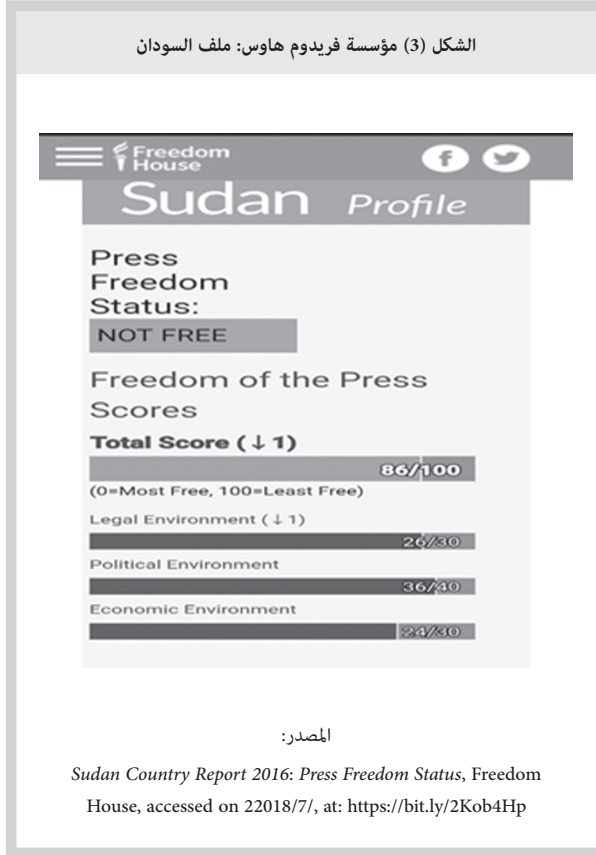 الشكل (3) مؤسسة فريدوم هاوس: ملف السودان
Freedom
House
Sudan Profile
Press
Freedom
Status:
NOT FREE
Freedom of the Press
Scores
Total Score (↓ 1)
86/100
(0=Most Free, 100=Least Free)
Legal Environment (↓ 1)
26/30
Political Environment
36/40
Economic Environment
24/30
المصدر:
Sudan Country Report 2016: Press Freedom Status, Freedom
House, accessed on 22018/7/, at: https://bit.ly/2Kob4Hp